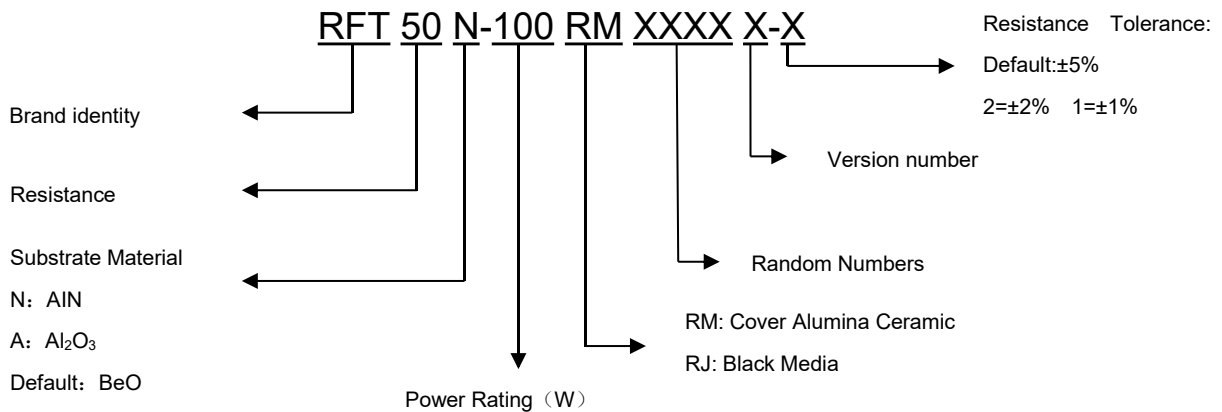 RFT 50 N-100 RM XXXX X-X
Resistance Tolerance:
Default:±5%
2=±2% 1=±1%
Brand identity
Version number
Resistance
Substrate Material
N：AlN
A：Al₂O₃
Default：BeO
Random Numbers
RM: Cover Alumina Ceramic
RJ: Black Media
Power Rating（W）